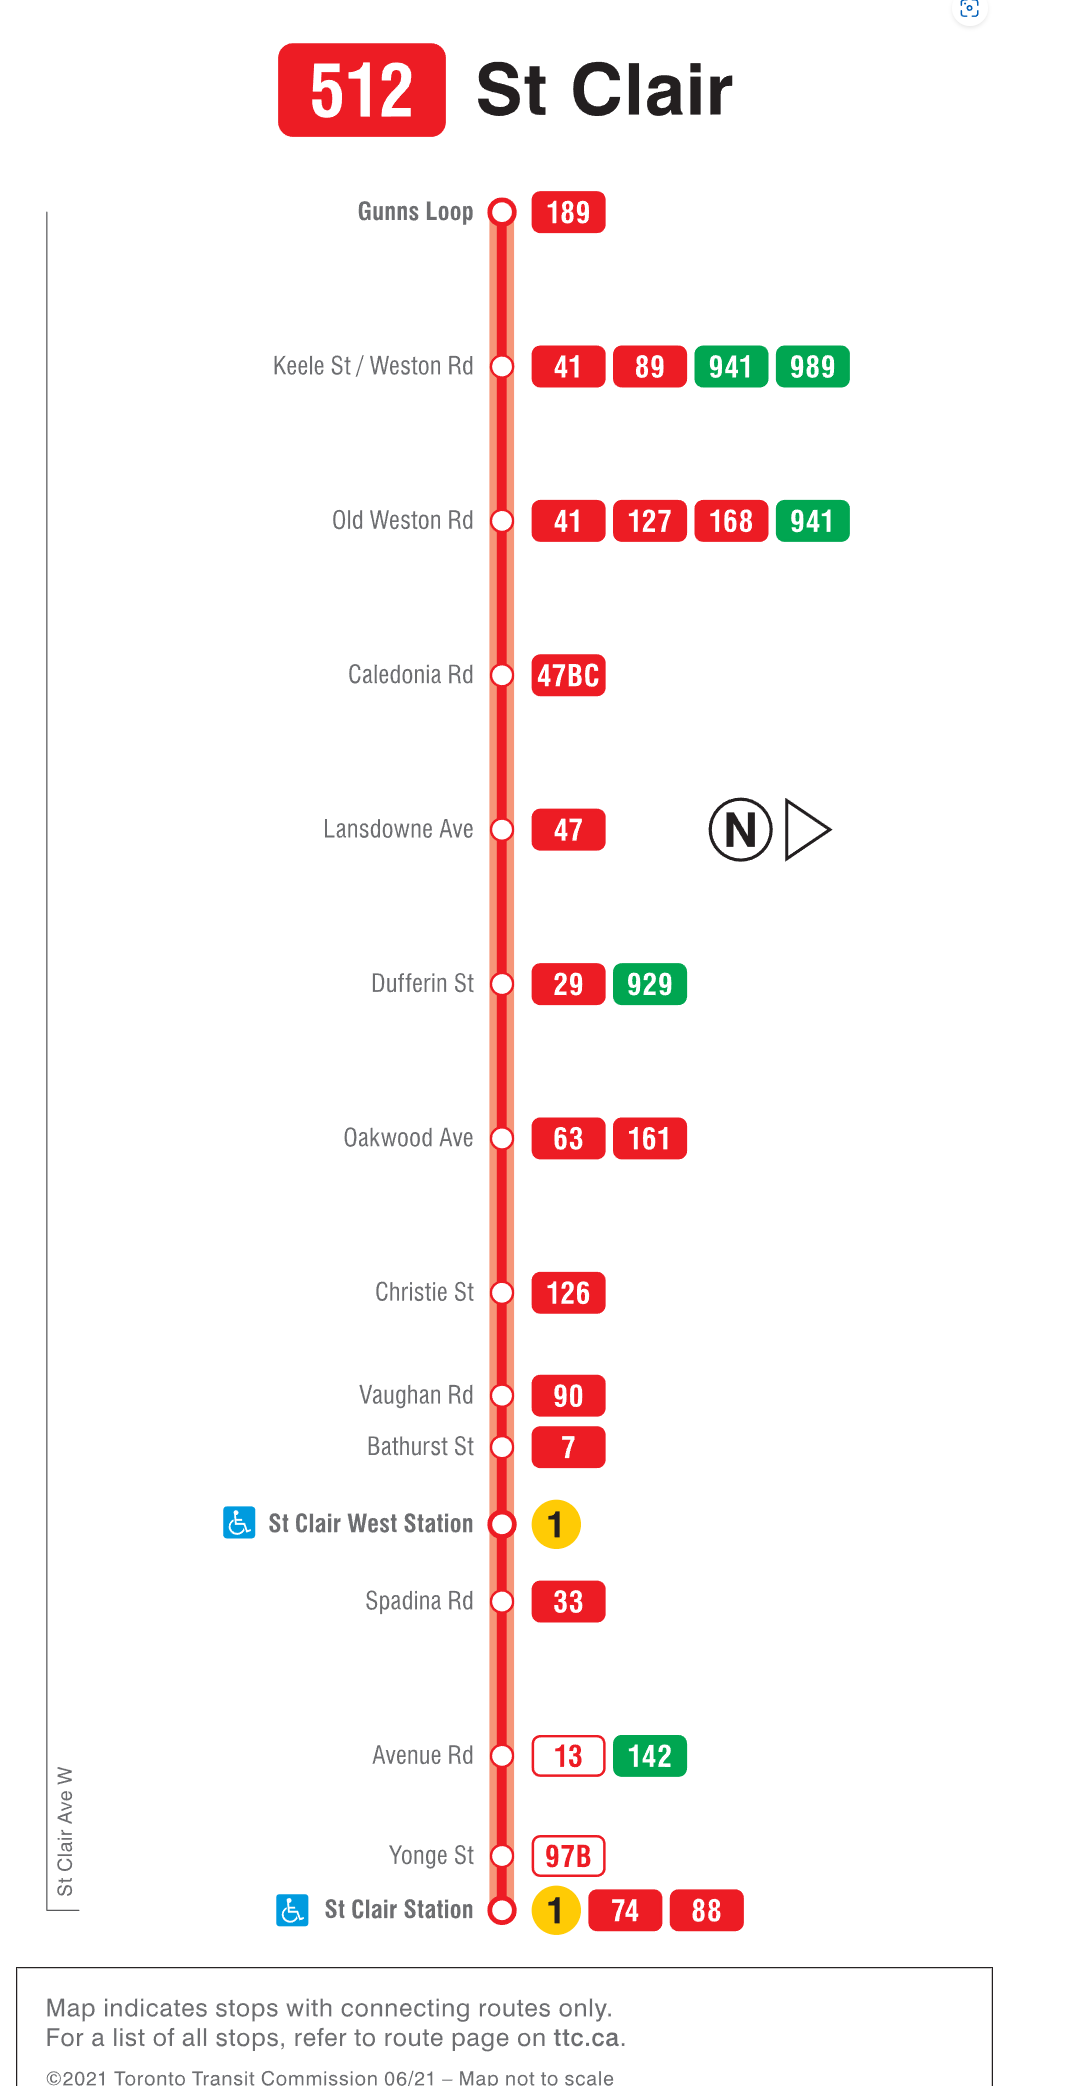 512 St Clair
Gunns Loop 189
Keele St / Weston Rd 41 89 941 989
Old Weston Rd 41 127 168 941
Caledonia Rd 47BC
Lansdowne Ave 47 N
Dufferin St 29 929
Oakwood Ave 63 161
Christie St 126
Vaughan Rd 90
Bathurst St 7
St Clair West Station 1
Spadina Rd 33
Avenue Rd 13 142
Yonge St 97B
St Clair Station 1 74 88
St Clair Ave W
Map indicates stops with connecting routes only.
For a list of all stops, refer to route page on ttc.ca.
©2021 Toronto Transit Commission 06/21 – Map not to scale